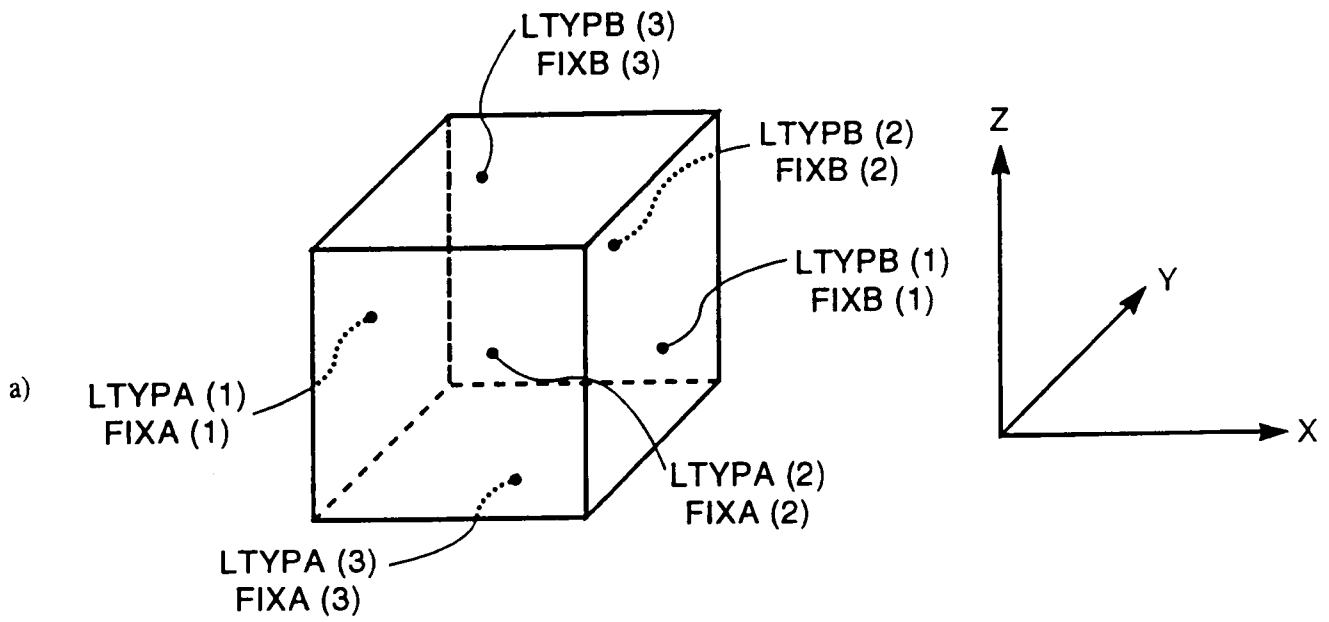 LTYPB (3)
FIXB (3)
LTYPB (2)
FIXB (2)
LTYPB (1)
FIXB (1)
Z
Y
X
a)
LTYPA (1)
FIXA (1)
LTYPA (2)
FIXA (2)
LTYPA (3)
FIXA (3)